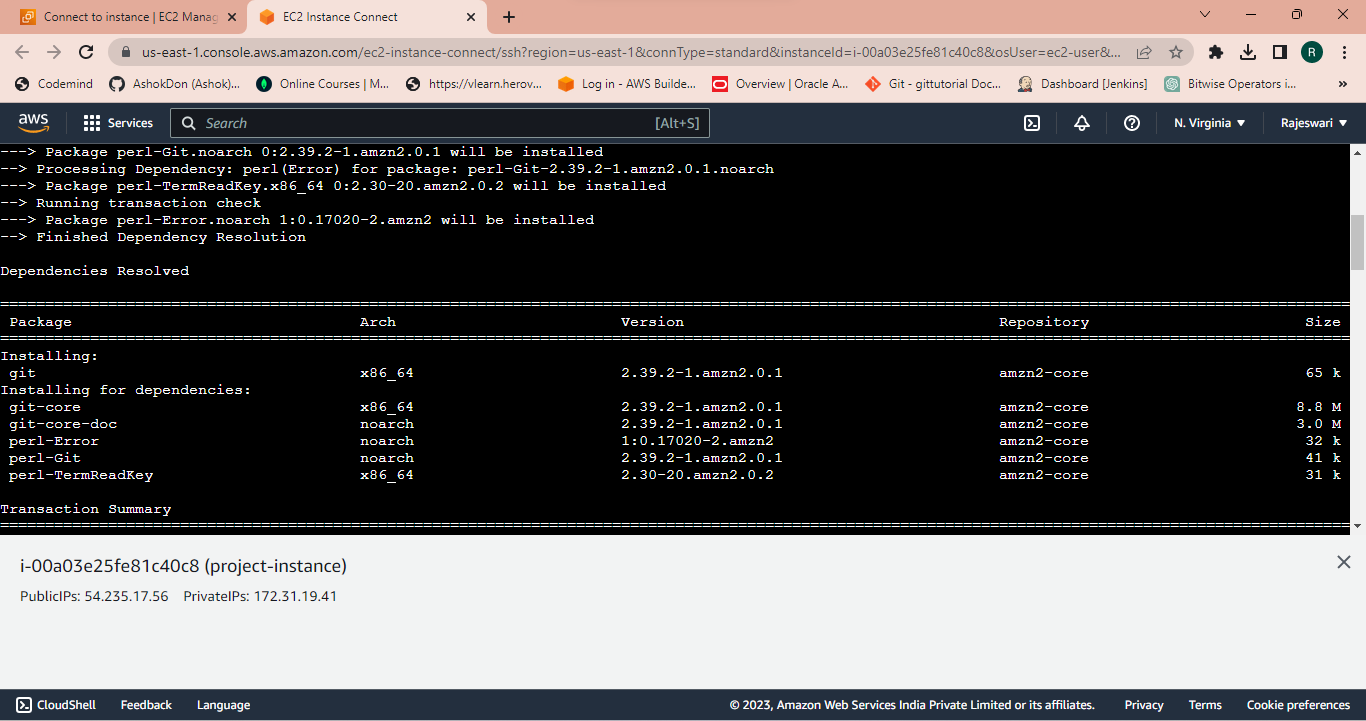 Connect to instance | EC2 Manag
EC2 Instance Connect
us-east-1.console.aws.amazon.com/ec2-instance-connect/ssh?region=us-east-1&connType=standard&instanceId=i-00a03e25fe81c40c8&osUser=ec2-user&...
R
Codemind
AshokDon (Ashok)...
Online Courses | M...
https://vlearn.herov...
Log in - AWS Builde...
Overview | Oracle A...
Git - gittutorial Doc...
Dashboard [Jenkins]
Bitwise Operators i...
»
aws
Services
Search
[Alt+S]
N. Virginia
Rajeswari
---> Package perl-Git.noarch 0:2.39.2-1.amzn2.0.1 will be installed
--> Processing Dependency: perl(Error) for package: perl-Git-2.39.2-1.amzn2.0.1.noarch
---> Package perl-TermReadKey.x86_64 0:2.30-20.amzn2.0.2 will be installed
--> Running transaction check
---> Package perl-Error.noarch 1:0.17020-2.amzn2 will be installed
--> Finished Dependency Resolution
Dependencies Resolved
Package Arch Version Repository Size
Installing:
git x86_64 2.39.2-1.amzn2.0.1 amzn2-core 65 k
Installing for dependencies:
git-core x86_64 2.39.2-1.amzn2.0.1 amzn2-core 8.8 M
git-core-doc noarch 2.39.2-1.amzn2.0.1 amzn2-core 3.0 M
perl-Error noarch 1:0.17020-2.amzn2 amzn2-core 32 k
perl-Git noarch 2.39.2-1.amzn2.0.1 amzn2-core 41 k
perl-TermReadKey x86_64 2.30-20.amzn2.0.2 amzn2-core 31 k
Transaction Summary
i-00a03e25fe81c40c8 (project-instance)
PublicIPs: 54.235.17.56 PrivateIPs: 172.31.19.41
CloudShell Feedback Language © 2023, Amazon Web Services India Private Limited or its affiliates. Privacy Terms Cookie preferences